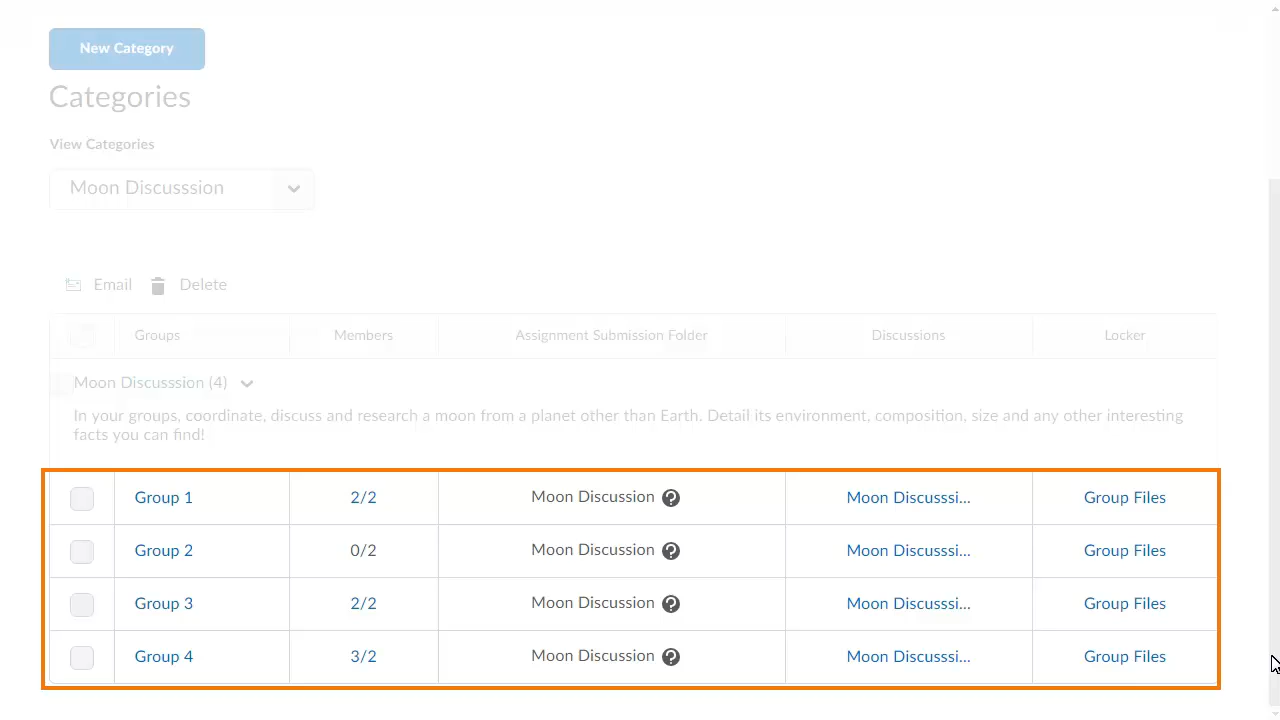 New Category
Categories
View Categories
Moon Discusssion
Email Delete
Groups Members Assignment Submission Folder Discussions Locker
Moon Discusssion (4)
In your groups, coordinate, discuss and research a moon from a planet other than Earth. Detail its environment, composition, size and any other interesting
facts you can find!
Group 1 2/2 Moon Discussion ? Moon Discusssi... Group Files
Group 2 0/2 Moon Discussion ? Moon Discusssi... Group Files
Group 3 2/2 Moon Discussion ? Moon Discusssi... Group Files
Group 4 3/2 Moon Discussion ? Moon Discusssi... Group Files